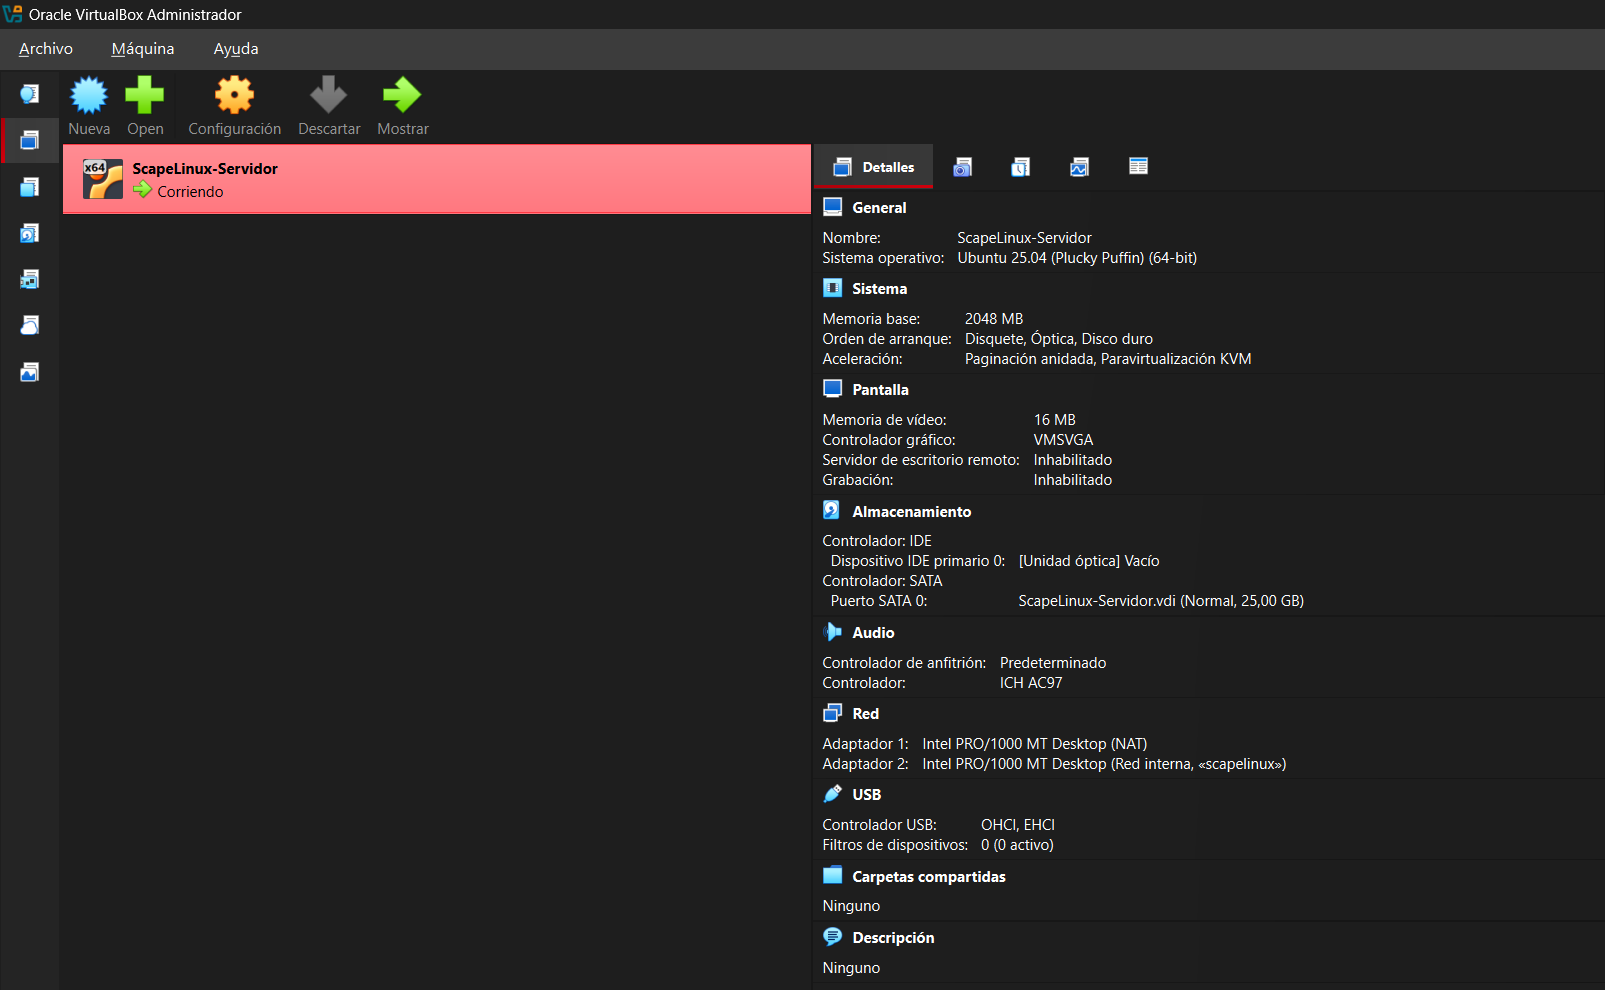 Oracle VirtualBox Administrador
Archivo Máquina Ayuda
Nueva Open Configuración Descartar Mostrar
x64 ScapeLinux-Servidor
Corriendo
Detalles
General
Nombre: ScapeLinux-Servidor
Sistema operativo: Ubuntu 25.04 (Plucky Puffin) (64-bit)
Sistema
Memoria base: 2048 MB
Orden de arranque: Disquete, Óptica, Disco duro
Aceleración: Paginación anidada, Paravirtualización KVM
Pantalla
Memoria de vídeo: 16 MB
Controlador gráfico: VMSVGA
Servidor de escritorio remoto: Inhabilitado
Grabación: Inhabilitado
Almacenamiento
Controlador: IDE
Dispositivo IDE primario 0: [Unidad óptica] Vacío
Controlador: SATA
Puerto SATA 0: ScapeLinux-Servidor.vdi (Normal, 25,00 GB)
Audio
Controlador de anfitrión: Predeterminado
Controlador: ICH AC97
Red
Adaptador 1: Intel PRO/1000 MT Desktop (NAT)
Adaptador 2: Intel PRO/1000 MT Desktop (Red interna, «scapelinux»)
USB
Controlador USB: OHCI, EHCI
Filtros de dispositivos: 0 (0 activo)
Carpetas compartidas
Ninguno
Descripción
Ninguno